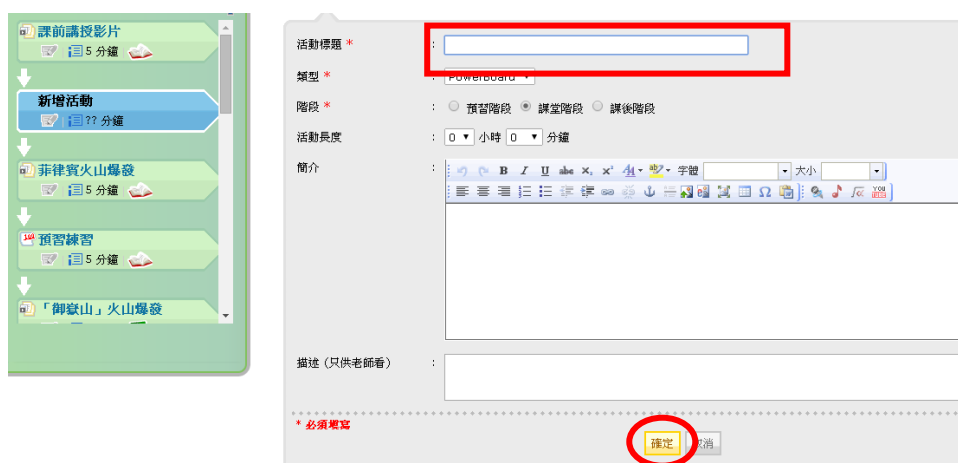 課前講授影片
5 分鐘
新增活動
?? 分鐘
菲律賓火山爆發
5 分鐘
預習練習
5 分鐘
「御嶽山」火山爆發
活動標題 * :
類型 * : PowerBoard
階段 * : 預習階段 課堂階段 課後階段
活動長度 : 0 小時 0 分鐘
簡介 :
B I U abc X₂ X² 字體 大小
Ω YOU
描述（只供老師看） :
* 必須填寫
確定 取消